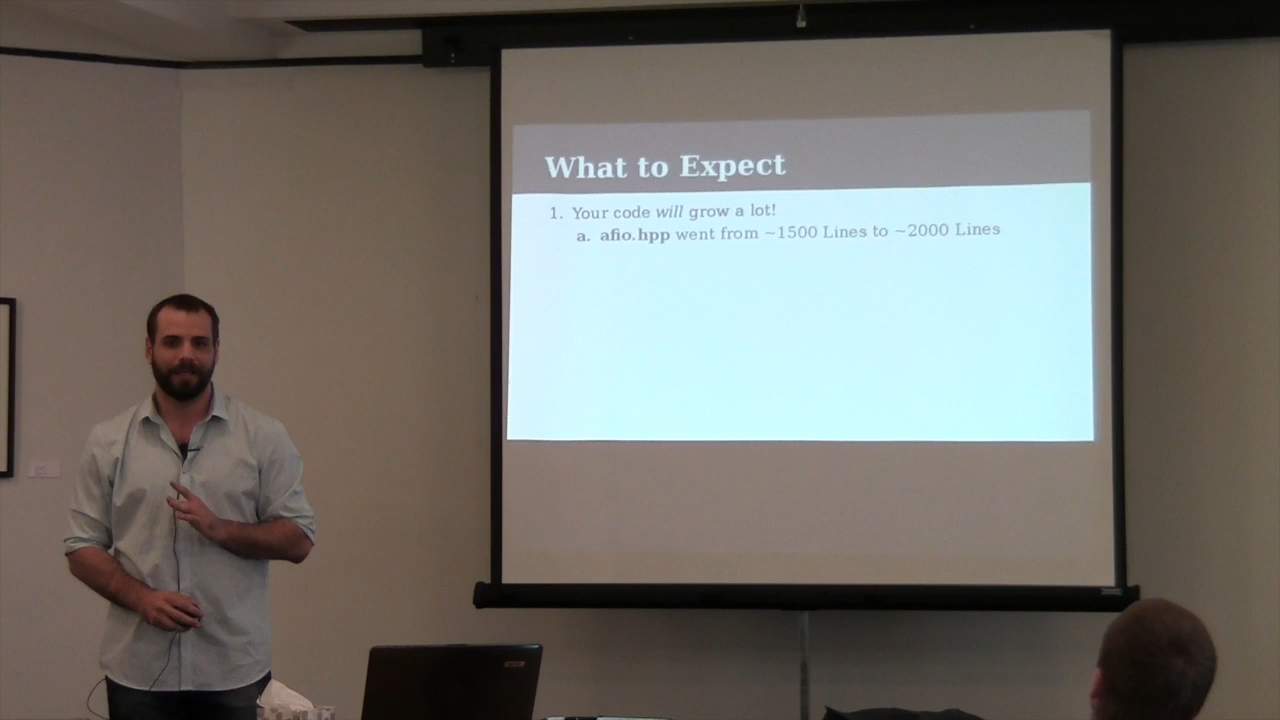 What to Expect
1. Your code will grow a lot!
a. afio.hpp went from ~1500 Lines to ~2000 Lines